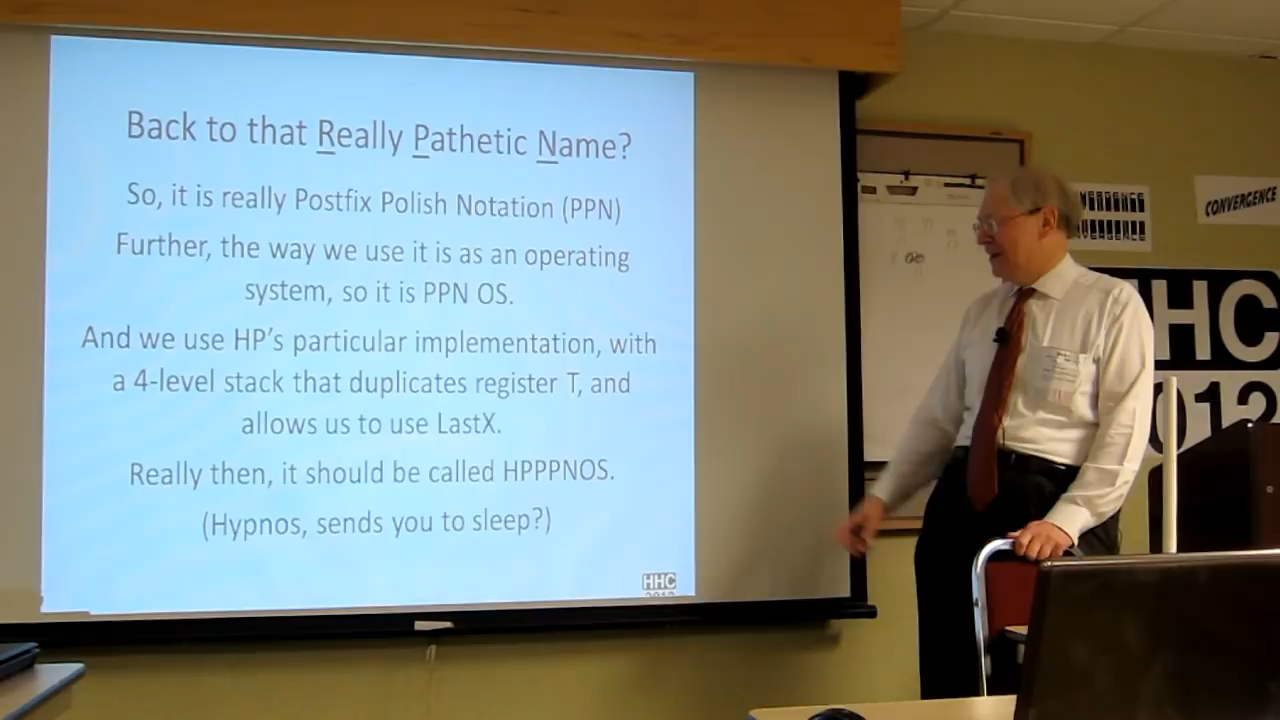 Back to that Really Pathetic Name?
So, it is really Postfix Polish Notation (PPN)
Further, the way we use it is as an operating
system, so it is PPN OS.
And we use HP's particular implementation, with
a 4-level stack that duplicates register T, and
allows us to use LastX.
Really then, it should be called HPPPNOS.
(Hypnos, sends you to sleep?)
HHC
2012
CONVERGENCE
HHC
2012